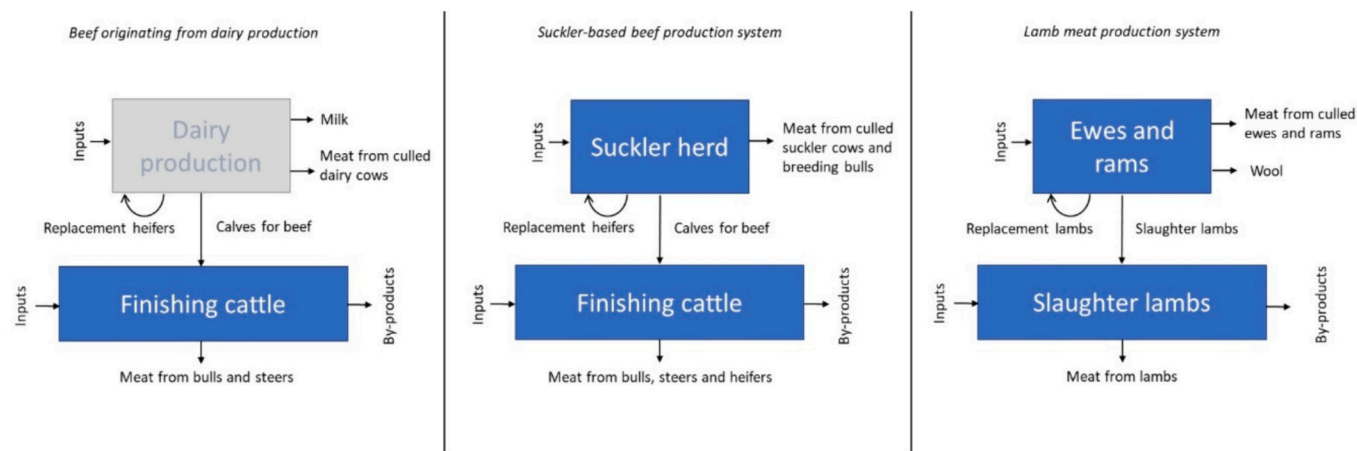 Beef originating from dairy production
Inputs
Dairy
production
Milk
Meat from culled
dairy cows
Replacement heifers
Calves for beef
Inputs
Finishing cattle
By-products
Meat from bulls and steers
Suckler-based beef production system
Inputs
Suckler herd
Meat from culled
suckler cows and
breeding bulls
Replacement heifers
Calves for beef
Inputs
Finishing cattle
By-products
Meat from bulls, steers and heifers
Lamb meat production system
Inputs
Ewes and
rams
Meat from culled
ewes and rams
Wool
Replacement lambs
Slaughter lambs
Inputs
Slaughter lambs
By-products
Meat from lambs